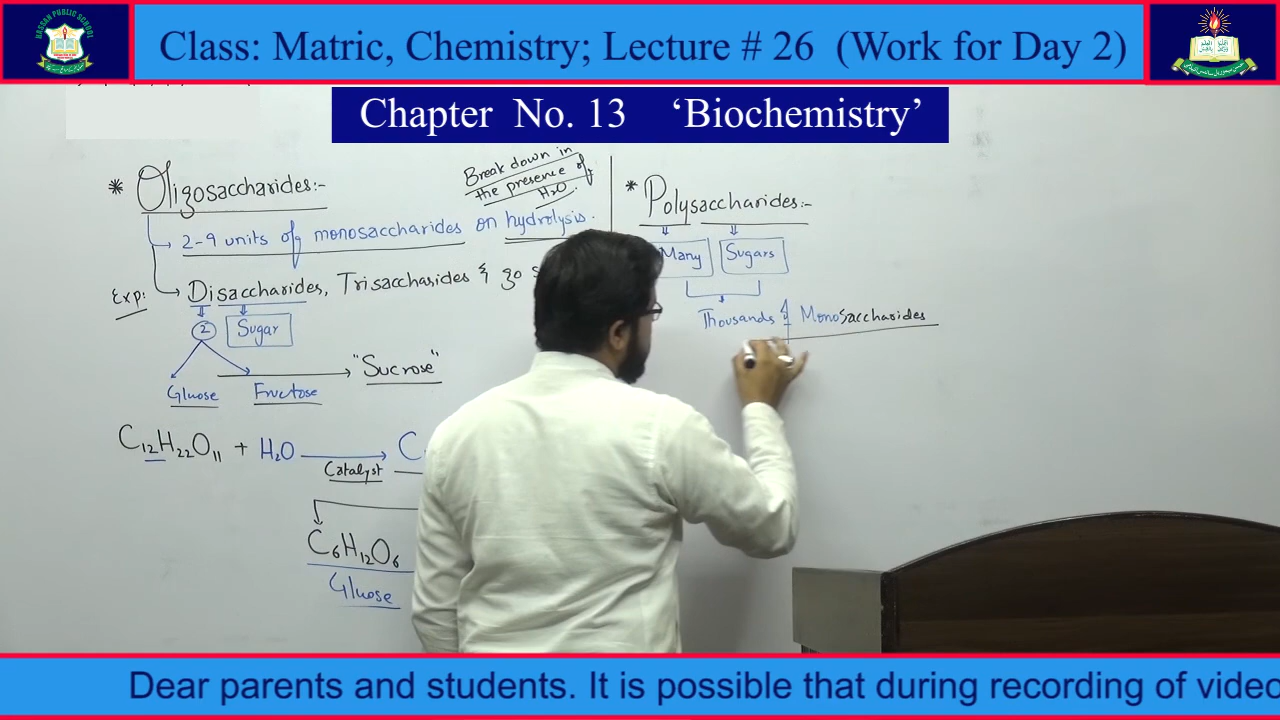 HASSAN PUBLIC SCHOOL
Class: Matric, Chemistry; Lecture # 26 (Work for Day 2)
Chapter No. 13 ‘Biochemistry’
* Oligosaccharides:-
Break down in
the presence of
H₂O.
2-9 units of monosaccharides on hydrolysis.
Exp:
Disaccharides, Trisaccharides & so
2
Sugar
Glucose
Fructose
"Sucrose"
C₁₂H₂₂O₁₁ + H₂O
Catalyst
C₆H₁₂O₆
Glucose
* Polysaccharides:-
Many
Sugars
Thousands of Monosaccharides
Dear parents and students. It is possible that during recording of video